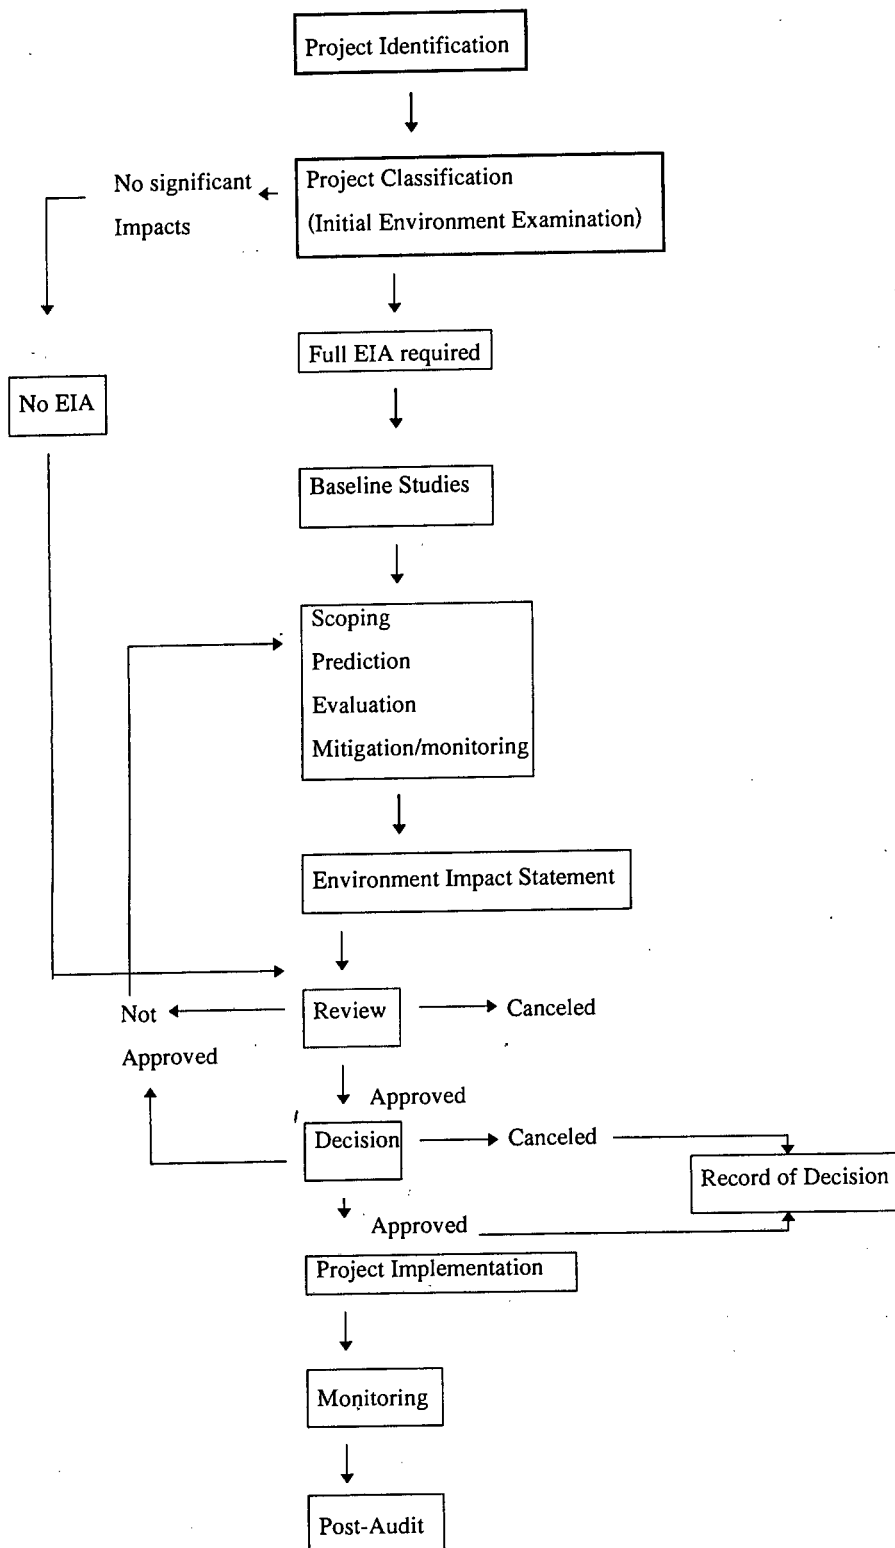 Project Identification
No significant
Impacts
Project Classification
(Initial Environment Examination)
Full EIA required
No EIA
Baseline Studies
Scoping
Prediction
Evaluation
Mitigation/monitoring
Environment Impact Statement
Not
Approved
Review
Canceled
Approved
Decision
Canceled
Record of Decision
Approved
Project Implementation
Monitoring
Post-Audit